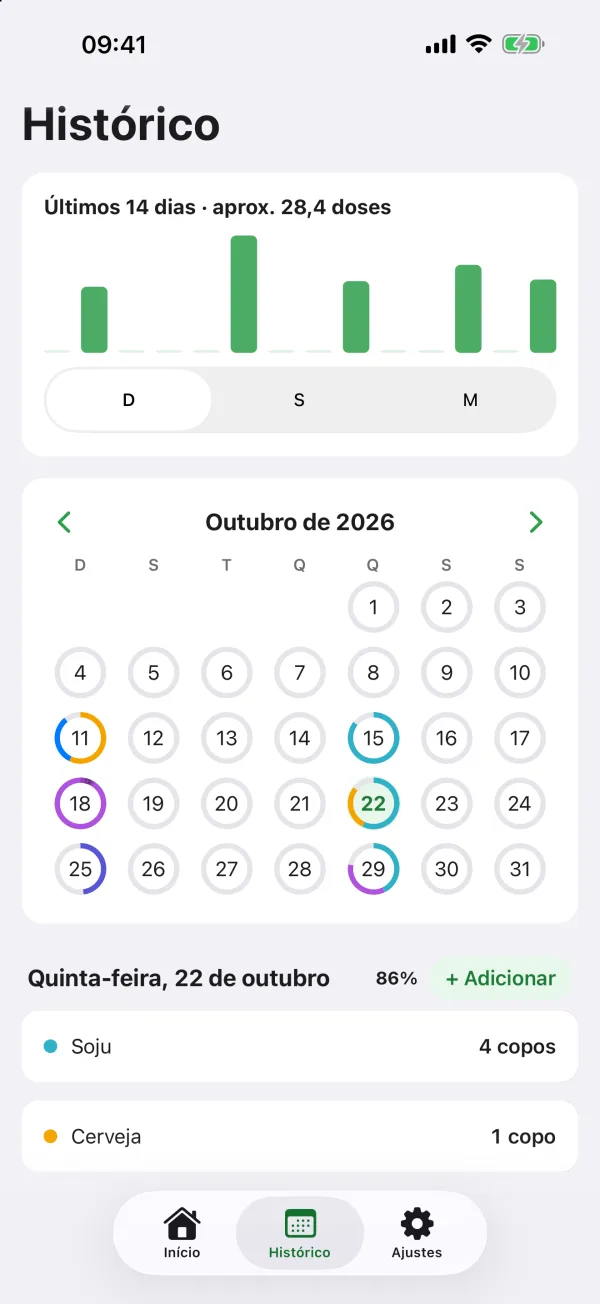 09:41
Histórico
Últimos 14 dias · aprox. 28,4 doses
D S M
Outubro de 2026
D S T Q Q S S
1 2 3
4 5 6 7 8 9 10
11 12 13 14 15 16 17
18 19 20 21 22 23 24
25 26 27 28 29 30 31
Quinta-feira, 22 de outubro 86% + Adicionar
Soju 4 copos
Cerveja 1 copo
Início Histórico Ajustes